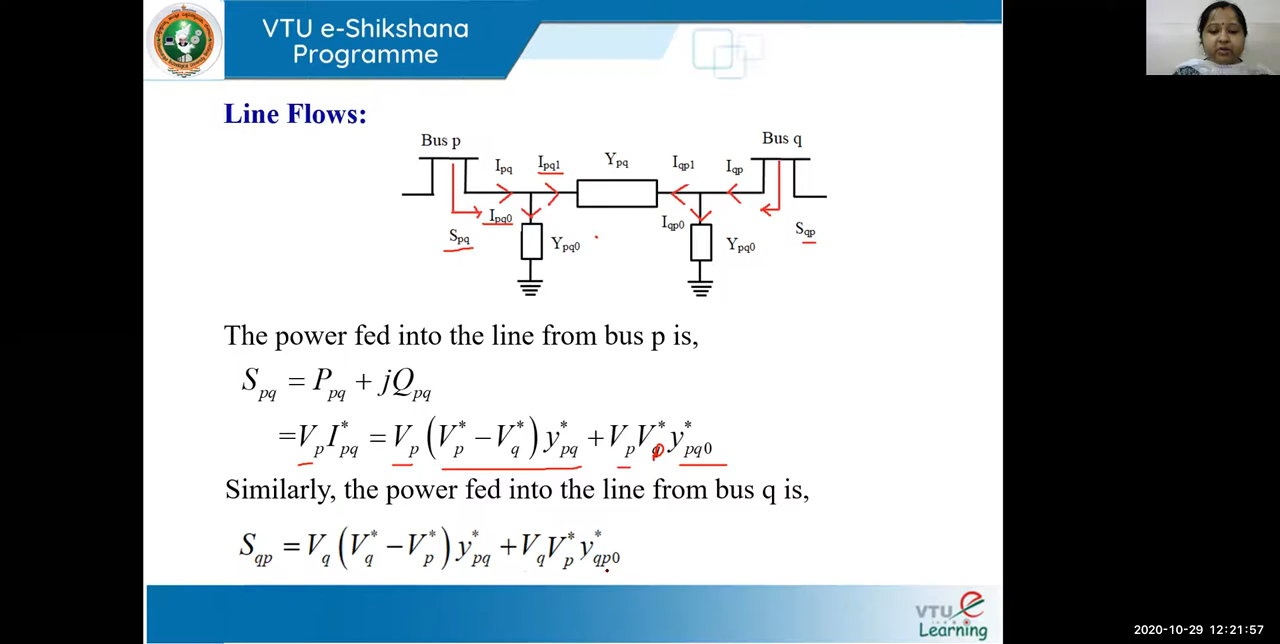 VTU e-Shikshana
Programme
Line Flows:
Bus p
Bus q
I_pq
I_pq1
Y_pq
I_qp1
I_qp
I_pq0
I_qp0
S_pq
Y_pq0
Y_pq0
S_qp
The power fed into the line from bus p is,
S_pq = P_pq + jQ_pq
=V_p I*_pq = V_p (V*_p − V*_q) y*_pq + V_p V*_p y*_pq0
Similarly, the power fed into the line from bus q is,
S_qp = V_q (V*_q − V*_p) y*_pq + V_q V*_p y*_qp0
VTU e
Learning
2020-10-29 12:21:57